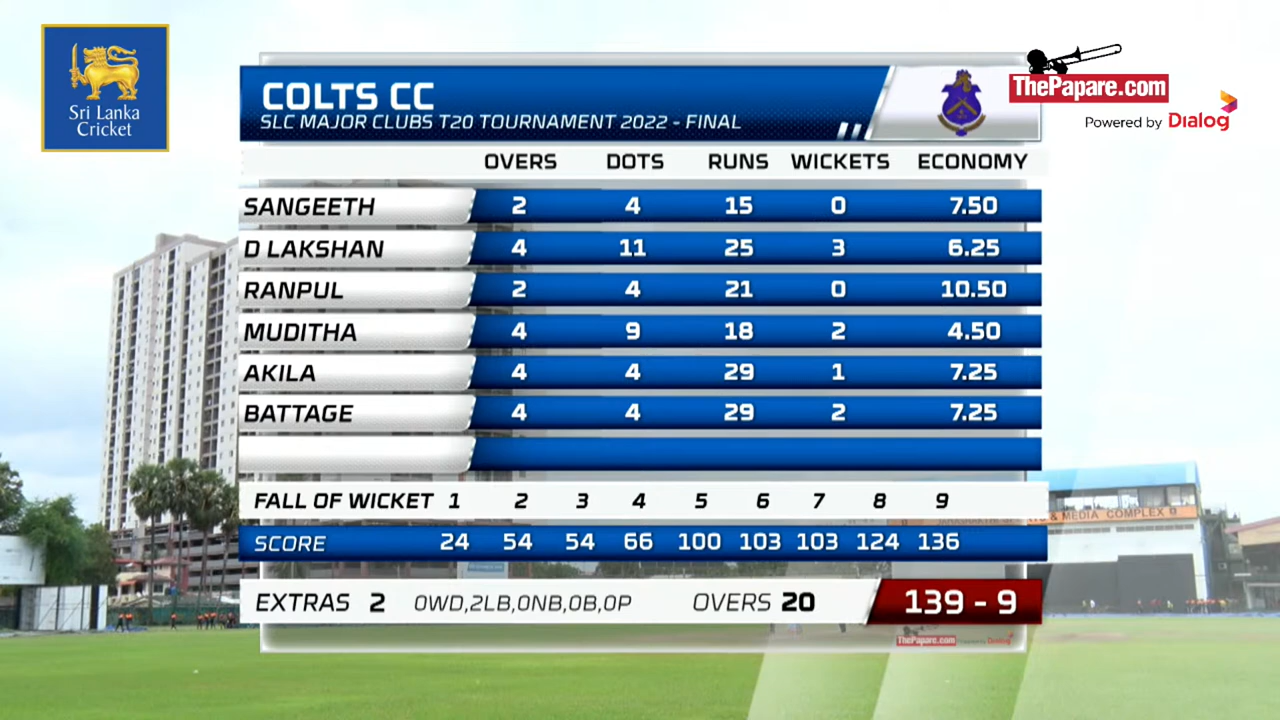 Sri Lanka
Cricket
COLTS CC
SLC MAJOR CLUBS T20 TOURNAMENT 2022 - FINAL
ThePapare.com
Powered by Dialog
OVERS DOTS RUNS WICKETS ECONOMY
SANGEETH 2 4 15 0 7.50
D LAKSHAN 4 11 25 3 6.25
RANPUL 2 4 21 0 10.50
MUDITHA 4 9 18 2 4.50
AKILA 4 4 29 1 7.25
BATTAGE 4 4 29 2 7.25
FALL OF WICKET 1 2 3 4 5 6 7 8 9
& MEDIA COMPLEX
SCORE 24 54 54 66 100 103 103 124 136
EXTRAS 2 0WD,2LB,0NB,0B,0P OVERS 20 139 - 9
ThePapare.com